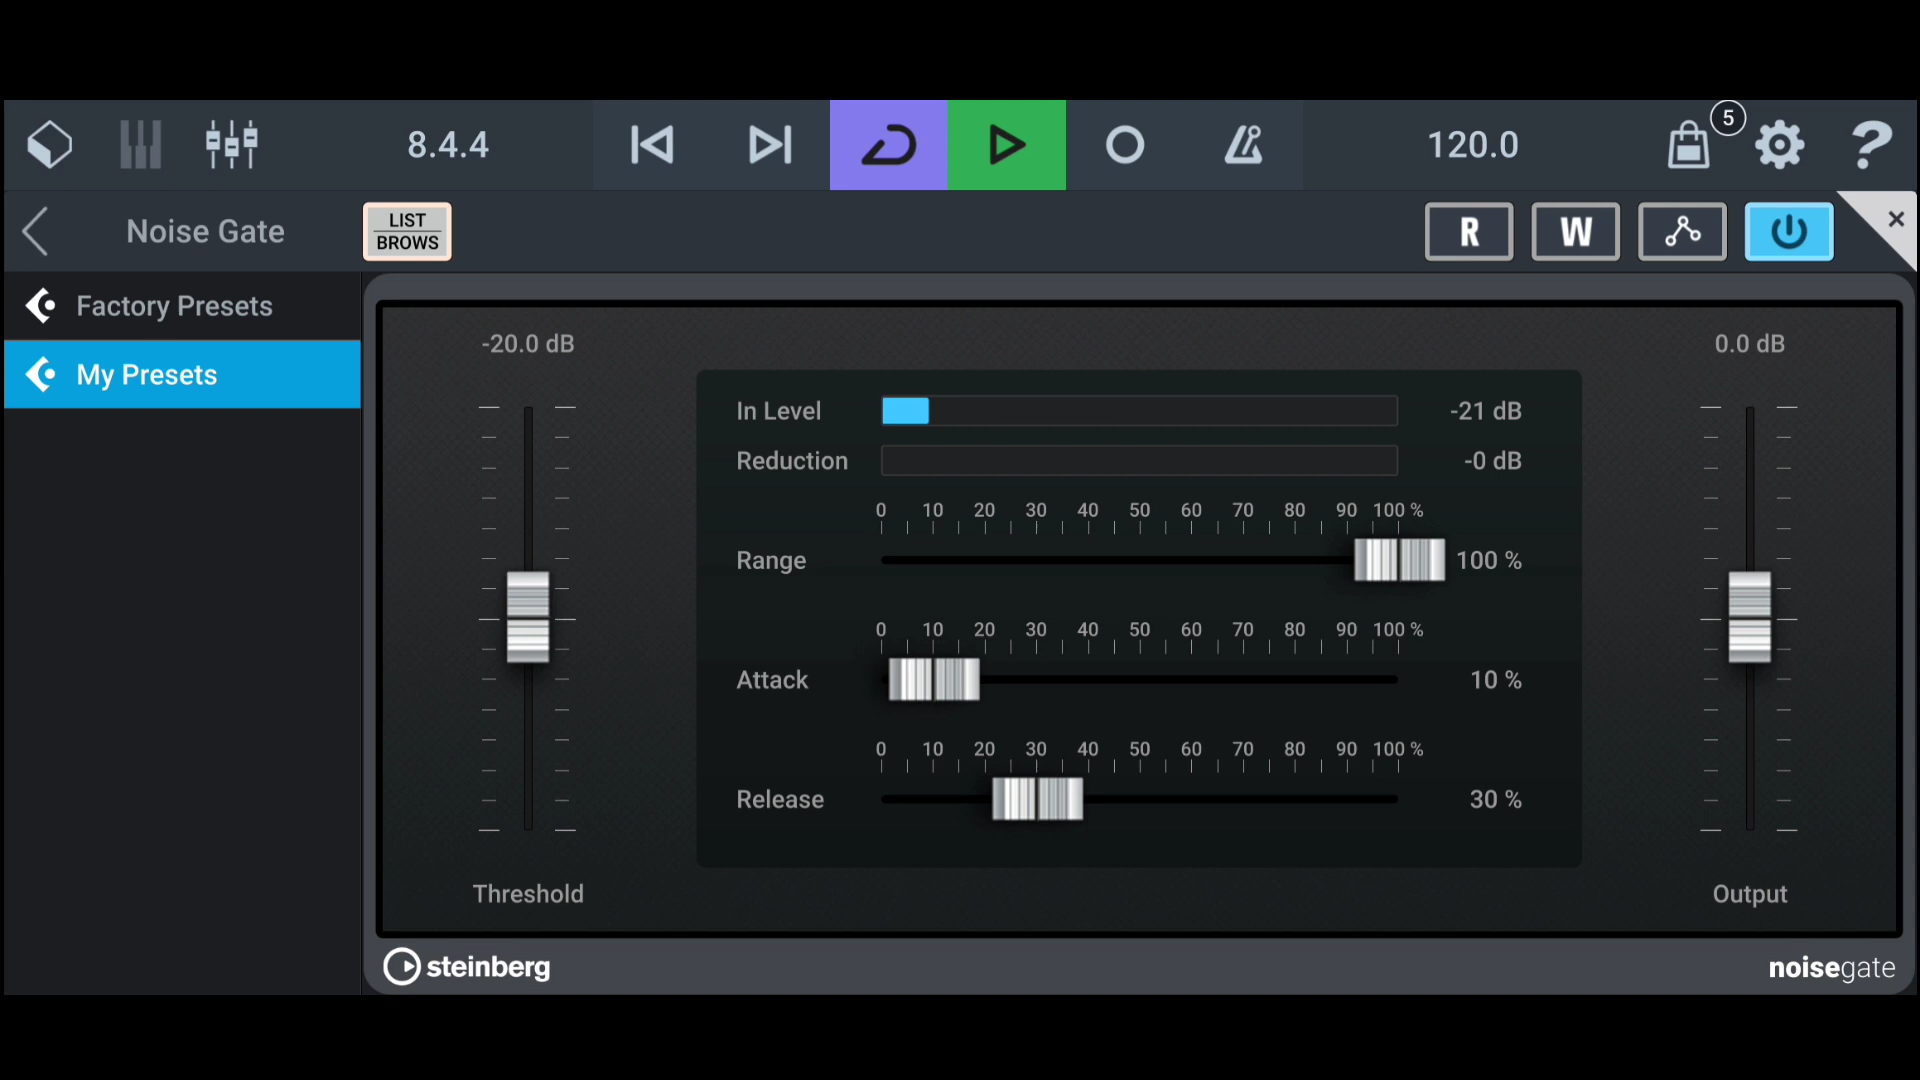 8.4.4
120.0
5
?
Noise Gate
LIST
BROWS
R
W
Factory Presets
My Presets
-20.0 dB
0.0 dB
In Level
-21 dB
Reduction
-0 dB
0 10 20 30 40 50 60 70 80 90 100 %
Range
100 %
0 10 20 30 40 50 60 70 80 90 100 %
Attack
10 %
0 10 20 30 40 50 60 70 80 90 100 %
Release
30 %
Threshold
Output
steinberg
noisegate